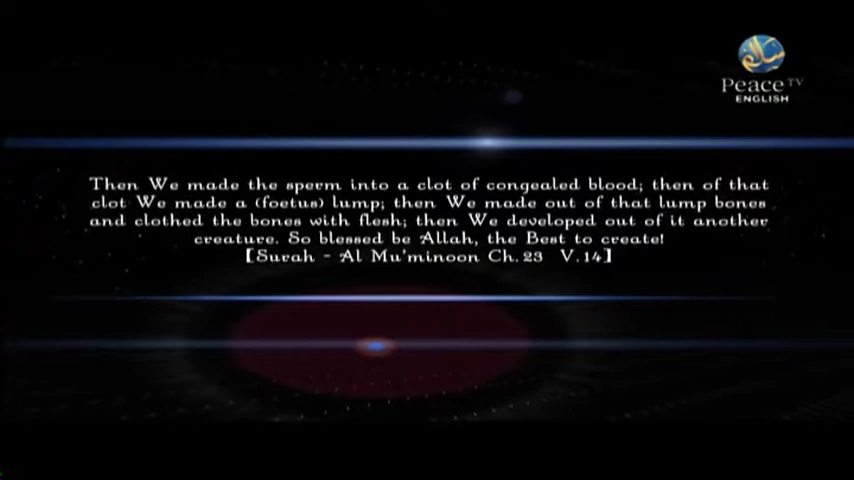 سلام
Peace TV
ENGLISH
Then We made the sperm into a clot of congealed blood; then of that
clot We made a (foetus) lump; then We made out of that lump bones
and clothed the bones with flesh; then We developed out of it another
creature. So blessed be Allah, the Best to create!
[Surah - Al Mu'minoon Ch.23 V.14]